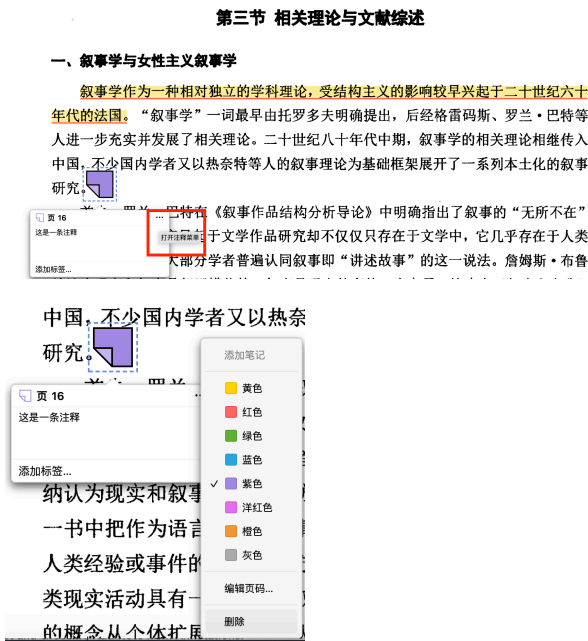 第三节 相关理论与文献综述
一、叙事学与女性主义叙事学
叙事学作为一种相对独立的学科理论，受结构主义的影响较早兴起于二十世纪六十
年代的法国。“叙事学”一词最早由托罗多夫明确提出，后经格雷码斯、罗兰·巴特等
人进一步充实并发展了相关理论。二十世纪八十年代中期，叙事学的相关理论相继传入
中国，不少国内学者又以热奈特等人的叙事理论为基础框架展开了一系列本土化的叙事
研究。
巴特在《叙事作品结构分析导论》中明确指出了叙事的“无所不在”
于文学作品研究却不仅仅只存在于文学中，它几乎存在于人类
大部分学者普遍认同叙事即“讲述故事”的这一说法。詹姆斯·布鲁
页 16 ...
打开注释菜单
这是一条注释
添加标签...
中国，不少国内学者又以热奈
研究。
页 16
这是一条注释
添加标签...
添加笔记
黄色
红色
绿色
蓝色
✓ 紫色
洋红色
橙色
灰色
编辑页码...
删除
纳认为现实和叙事
一书中把作为语言
人类经验或事件的
类现实活动具有一
的概念从个体扩展